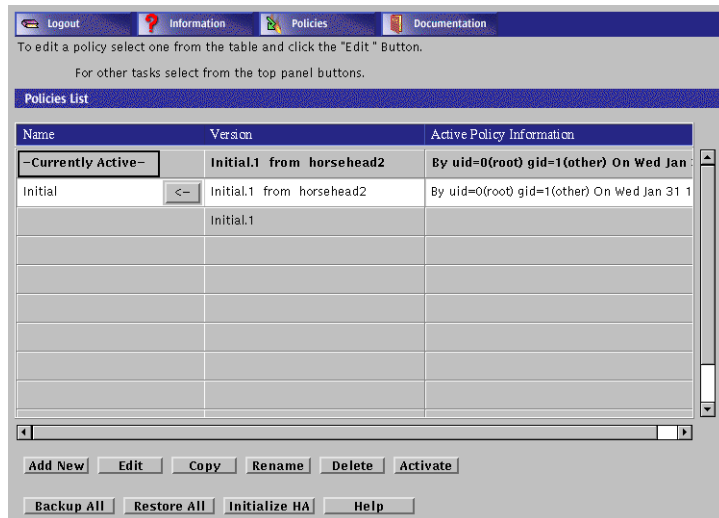 Logout Information Policies Documentation
To edit a policy select one from the table and click the "Edit " Button.
For other tasks select from the top panel buttons.
Policies List
Name Version Active Policy Information
-Currently Active- Initial.1 from horsehead2 By uid=0(root) gid=1(other) On Wed Jan
Initial <- Initial.1 from horsehead2 By uid=0(root) gid=1(other) On Wed Jan 31 1
Initial.1
Add New Edit Copy Rename Delete Activate
Backup All Restore All Initialize HA Help